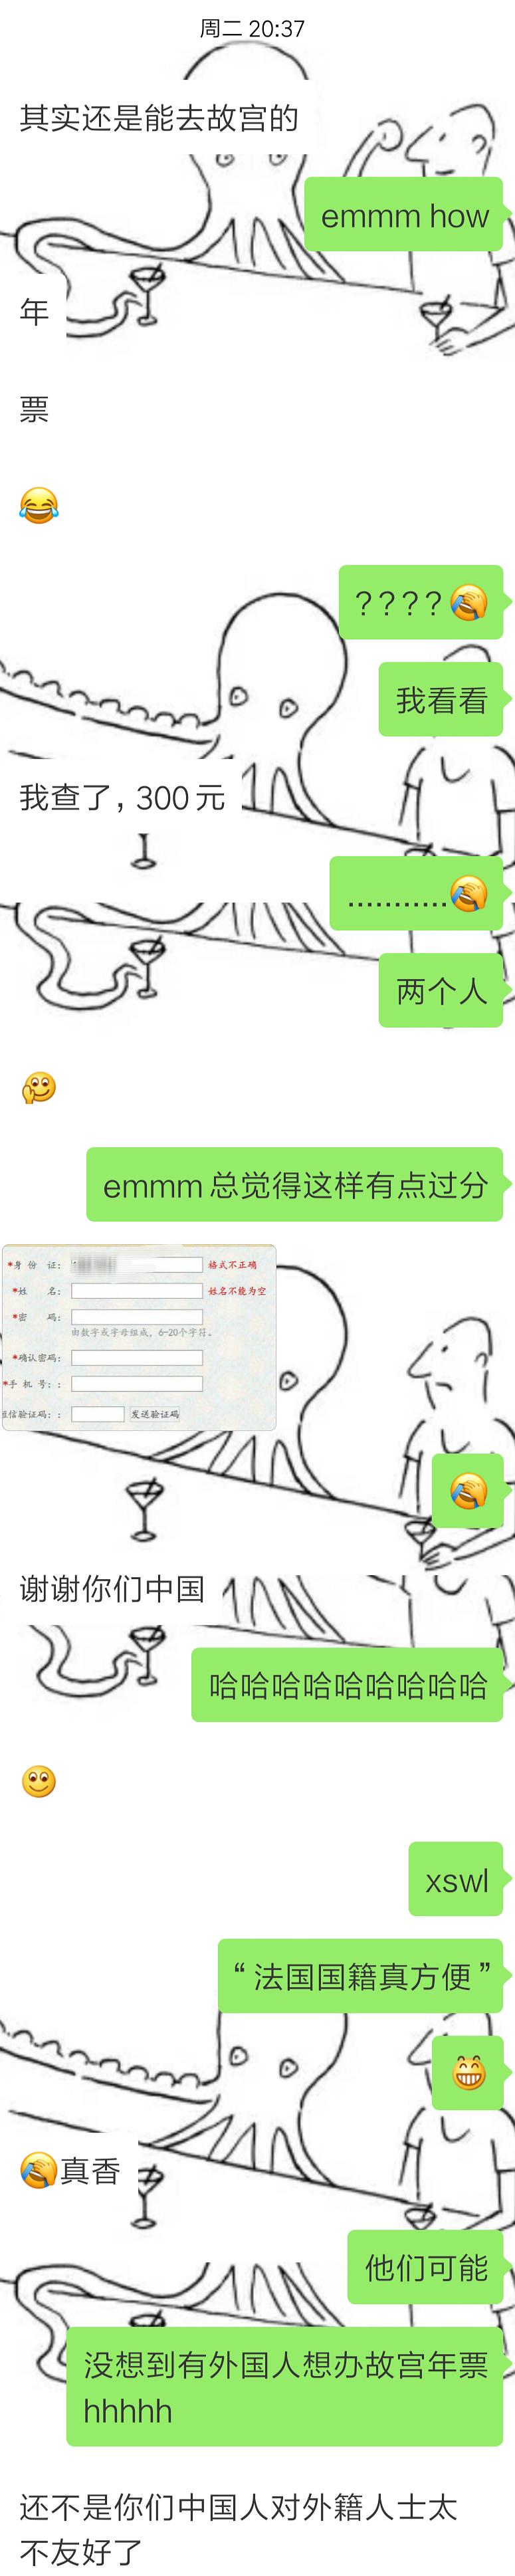 周二 20:37
其实还是能去故宫的
emmm how
年
票
😂
????🤦
我看看
我查了，300 元
............🤦
两个人
emmm 总觉得这样有点过分
*身 份 证： 格式不正确
*姓 名： 姓名不能为空
*密 码：
由数字或字母组成，6-20个字符。
*确认密码：
*手 机 号：：
信验证码：： 发送验证码
谢谢你们中国
哈哈哈哈哈哈哈哈哈
🙂
xswl
“法国国籍真方便”
😁
真香
他们可能
没想到有外国人想办故宫年票
hhhhh
还不是你们中国人对外籍人士太
不友好了